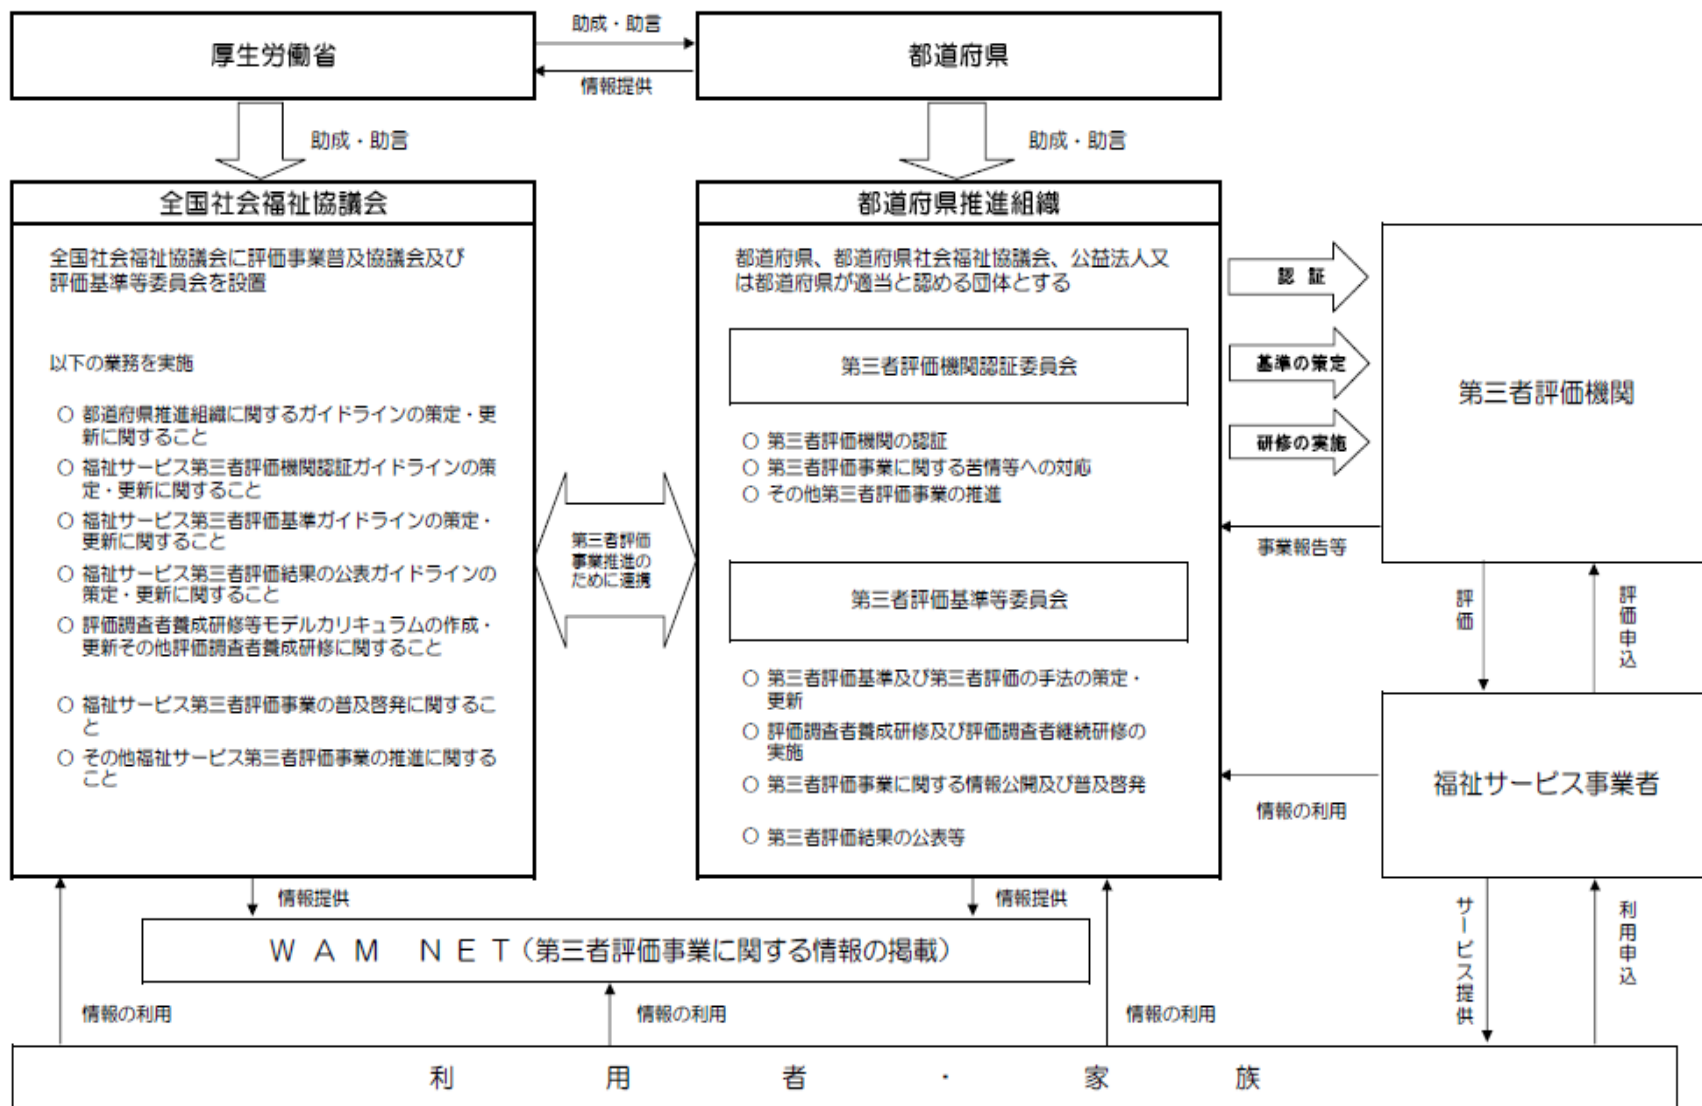 厚生労働省
助成・助言
情報提供
都道府県
助成・助言
助成・助言
全国社会福祉協議会
全国社会福祉協議会に評価事業普及協議会及び
評価基準等委員会を設置
以下の業務を実施
○ 都道府県推進組織に関するガイドラインの策定・更
新に関すること
○ 福祉サービス第三者評価機関認証ガイドラインの策
定・更新に関すること
○ 福祉サービス第三者評価基準ガイドラインの策定・
更新に関すること
○ 福祉サービス第三者評価結果の公表ガイドラインの
策定・更新に関すること
○ 評価調査者養成研修等モデルカリキュラムの作成・
更新その他評価調査者養成研修に関すること
○ 福祉サービス第三者評価事業の普及啓発に関するこ
と
○ その他福祉サービス第三者評価事業の推進に関する
こと
第三者評価
事業推進の
ために連携
都道府県推進組織
都道府県、都道府県社会福祉協議会、公益法人又
は都道府県が適当と認める団体とする
第三者評価機関認証委員会
○ 第三者評価機関の認証
○ 第三者評価事業に関する苦情等への対応
○ その他第三者評価事業の推進
第三者評価基準等委員会
○ 第三者評価基準及び第三者評価の手法の策定・
更新
○ 評価調査者養成研修及び評価調査者継続研修の
実施
○ 第三者評価事業に関する情報公開及び普及啓発
○ 第三者評価結果の公表等
認 証
基準の策定
研修の実施
事業報告等
第三者評価機関
評価
評価申込
情報の利用
福祉サービス事業者
サービス提供
利用申込
情報提供
情報提供
WAM NET(第三者評価事業に関する情報の掲載)
情報の利用
情報の利用
情報の利用
利用者・家族